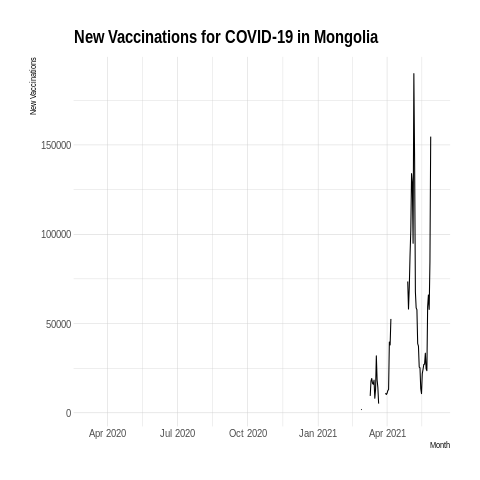 New Vaccinations for COVID-19 in Mongolia
New Vaccinations
150000
100000
50000
0
Apr 2020 Jul 2020 Oct 2020 Jan 2021 Apr 2021
Month